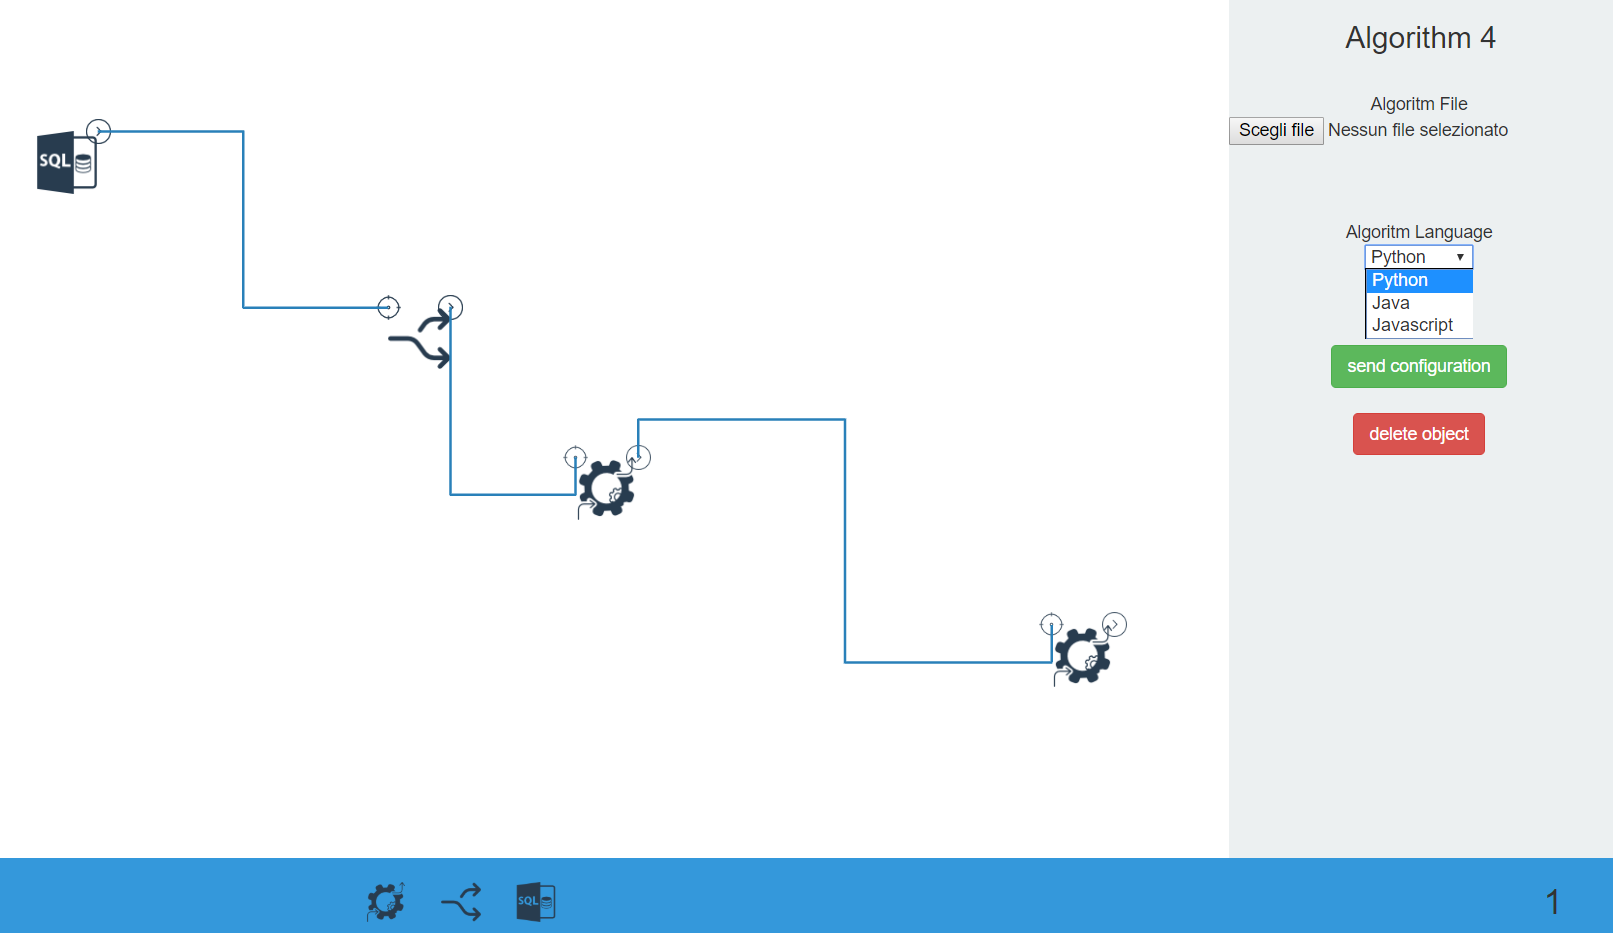 Algorithm 4
Algoritm File
Scegli file Nessun file selezionato
SQL
Algoritm Language
Python
Python
Java
Javascript
send configuration
delete object
SQL
1